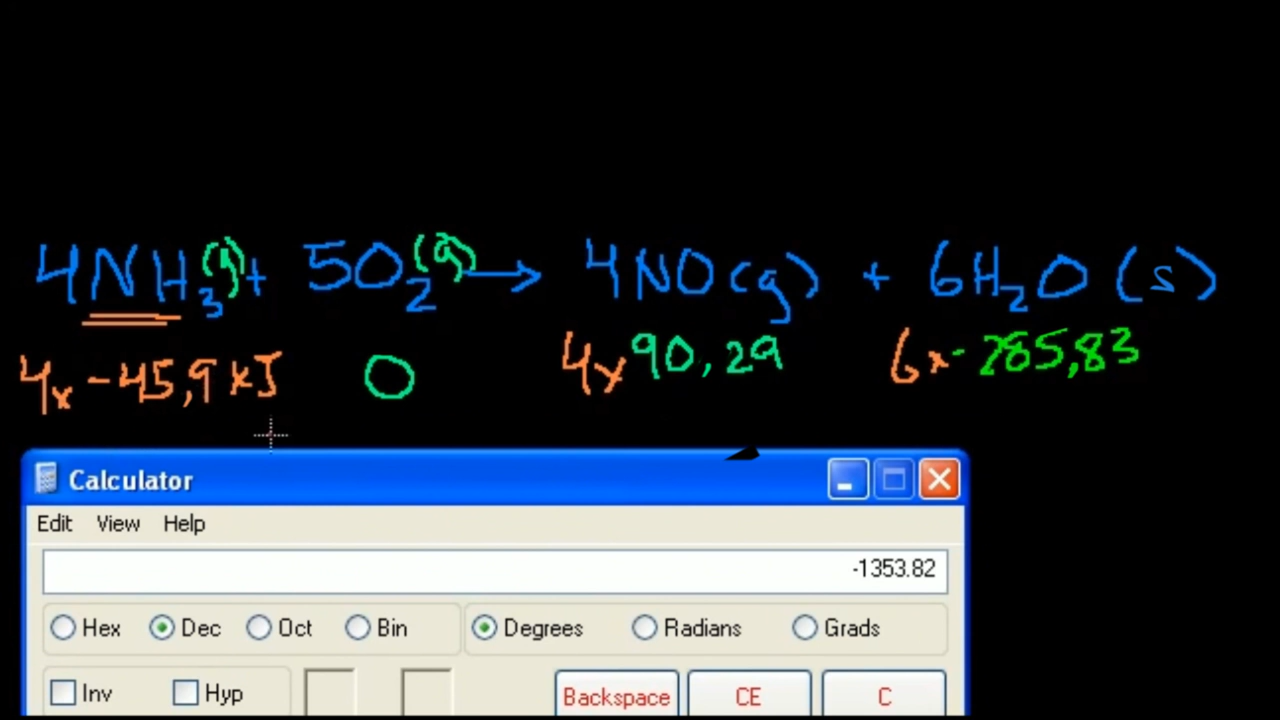 4NH₃(g) + 5O₂(g) → 4NO(g) + 6H₂O(s)
4x -45,9 kJ 0 4x 90,29 6x -285,83
Calculator
Edit View Help
-1353.82
Hex Dec Oct Bin Degrees Radians Grads
Inv Hyp Backspace CE C